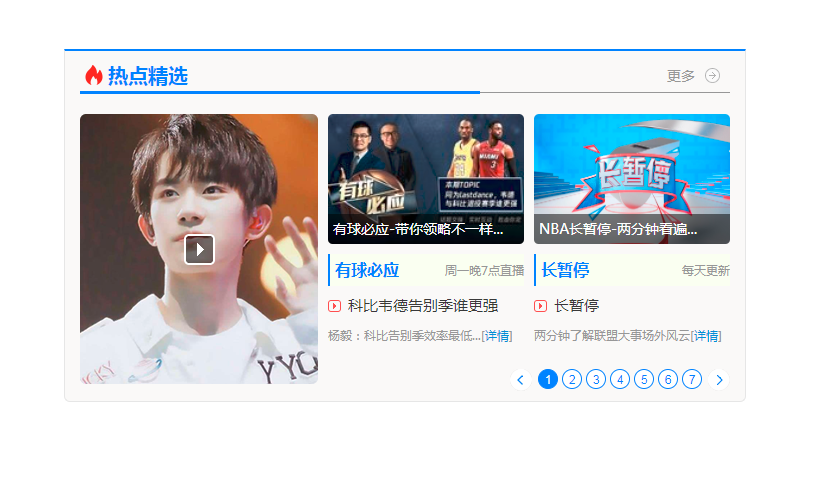 热点精选
更多
有球
必应
本期TOPIC
同为lastdance，韦德
与科比退役赛季谁更强
MIAMI
3
有球必应-带你领略不一样...
长暂停
NBA长暂停-两分钟看遍...
有球必应
周一晚7点直播
长暂停
每天更新
科比韦德告别季谁更强
长暂停
杨毅：科比告别季效率最低...[详情]
两分钟了解联盟大事场外风云[详情]
1 2 3 4 5 6 7